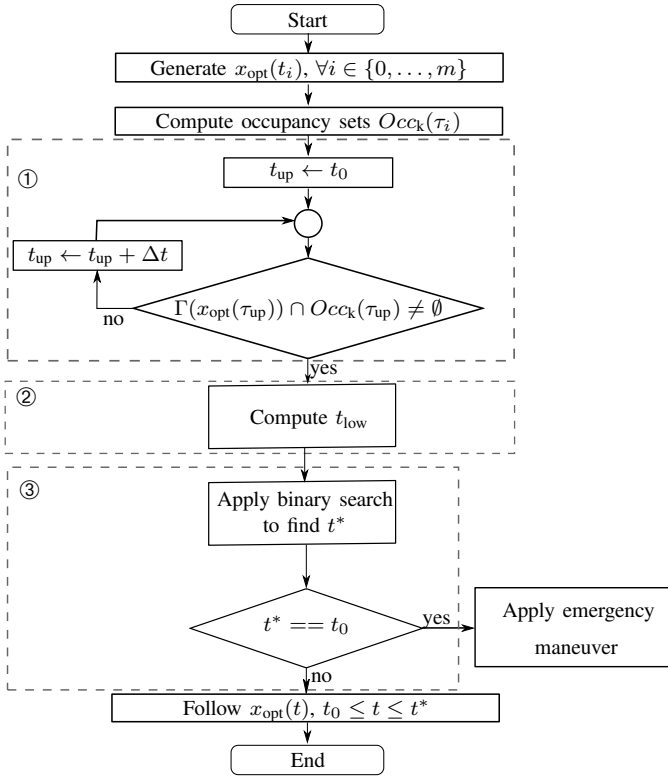 Start
Generate x_opt(t_i), ∀i ∈ {0, . . . , m}
Compute occupancy sets Occ_k(τ_i)
①
t_up ← t_0
t_up ← t_up + Δt
Γ(x_opt(τ_up)) ∩ Occ_k(τ_up) ≠ ∅
no
yes
②
Compute t_low
③
Apply binary search
to find t*
t* == t_0
yes
Apply emergency
maneuver
no
Follow x_opt(t), t_0 ≤ t ≤ t*
End